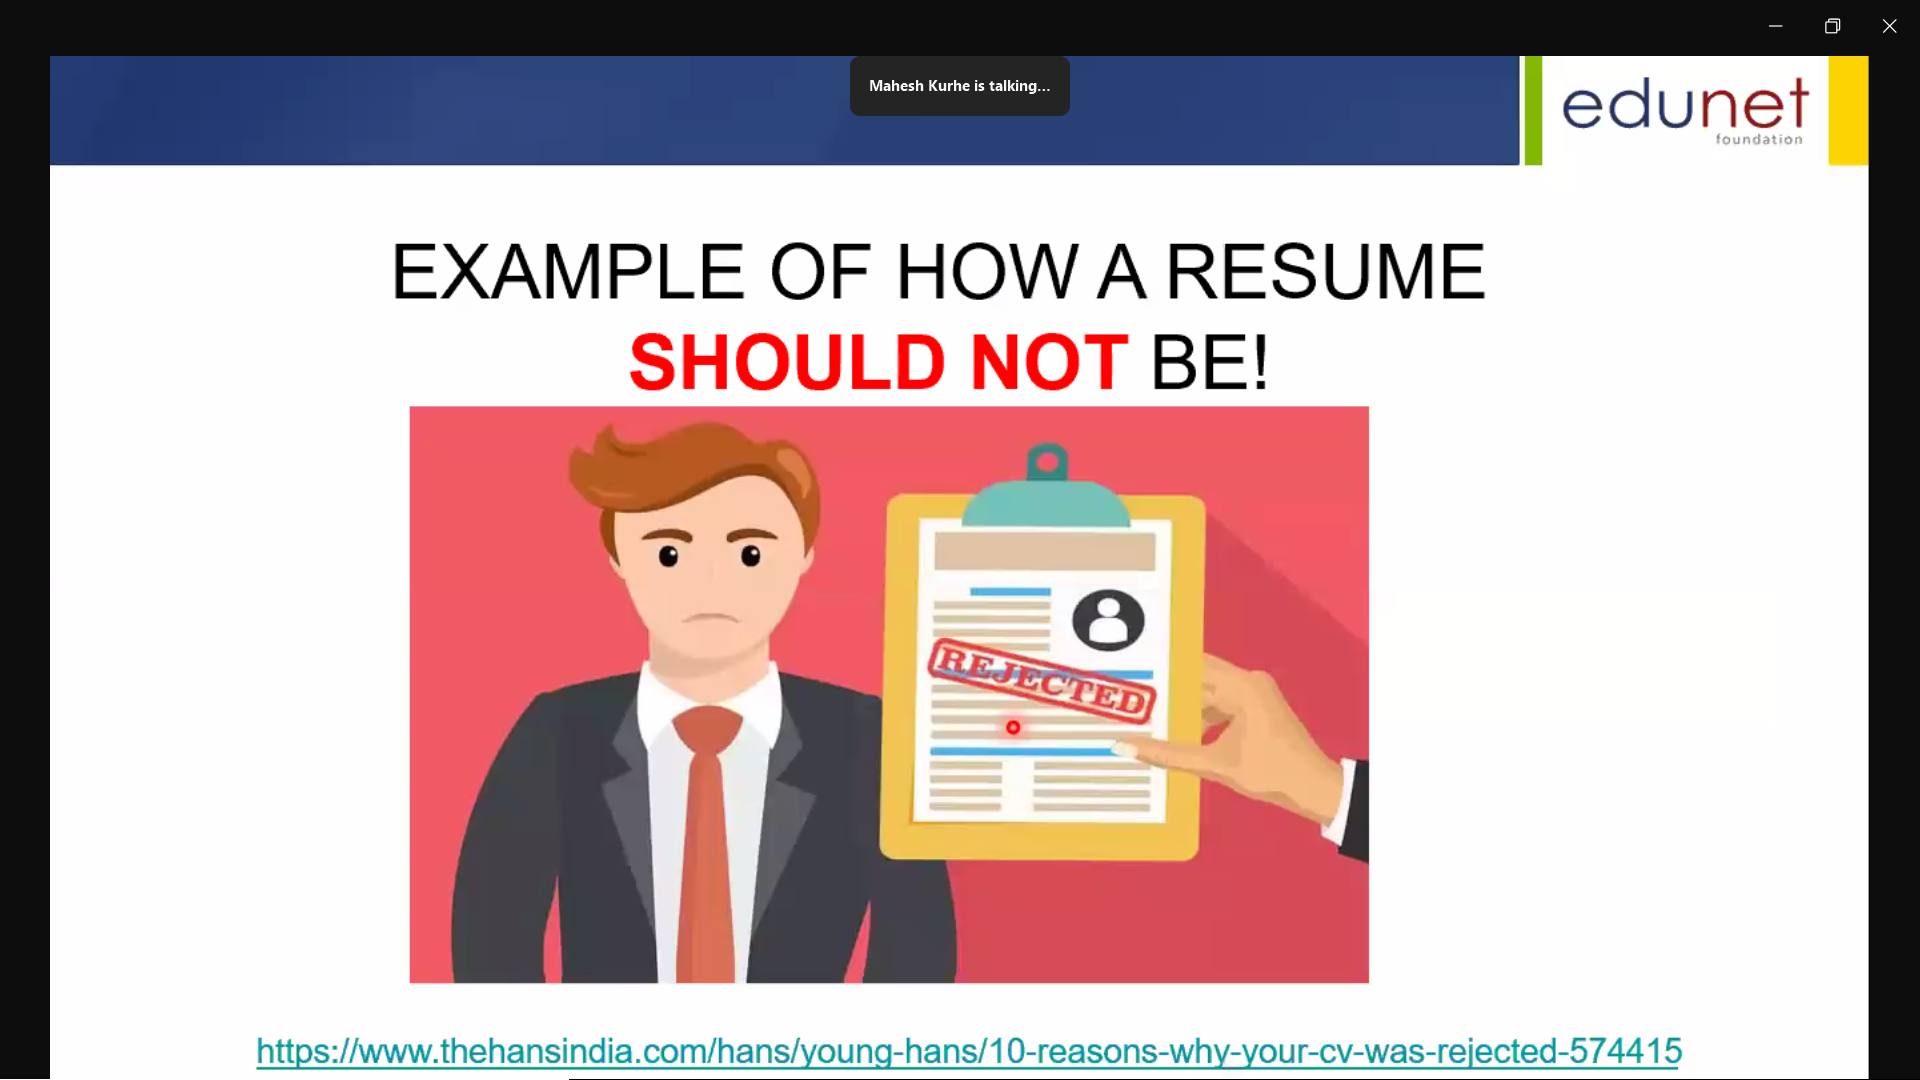 Mahesh Kurhe is talking...
edunet
foundation
EXAMPLE OF HOW A RESUME
SHOULD NOT BE!
REJECTED
https://www.thehansindia.com/hans/young-hans/10-reasons-why-your-cv-was-rejected-574415